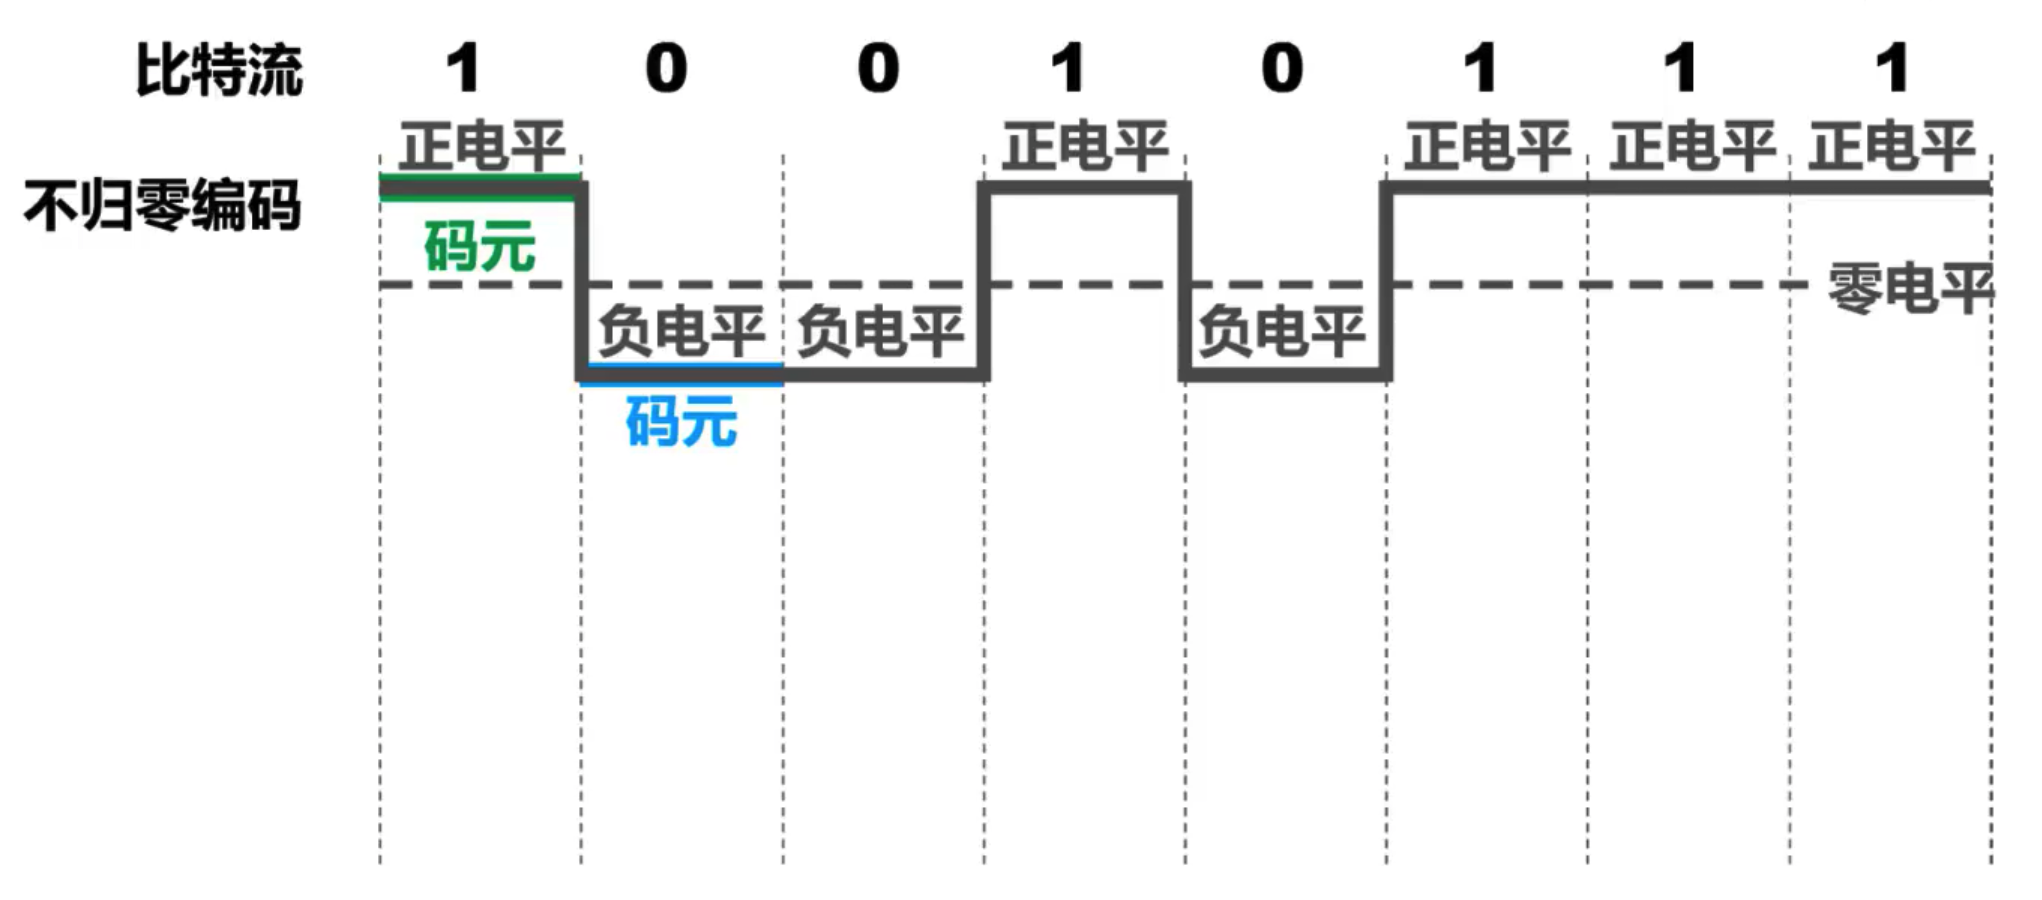 比特流 1 0 0 1 0 1 1 1
正电平 正电平 正电平 正电平 正电平
不归零编码
码元
零电平
负电平 负电平 负电平
码元